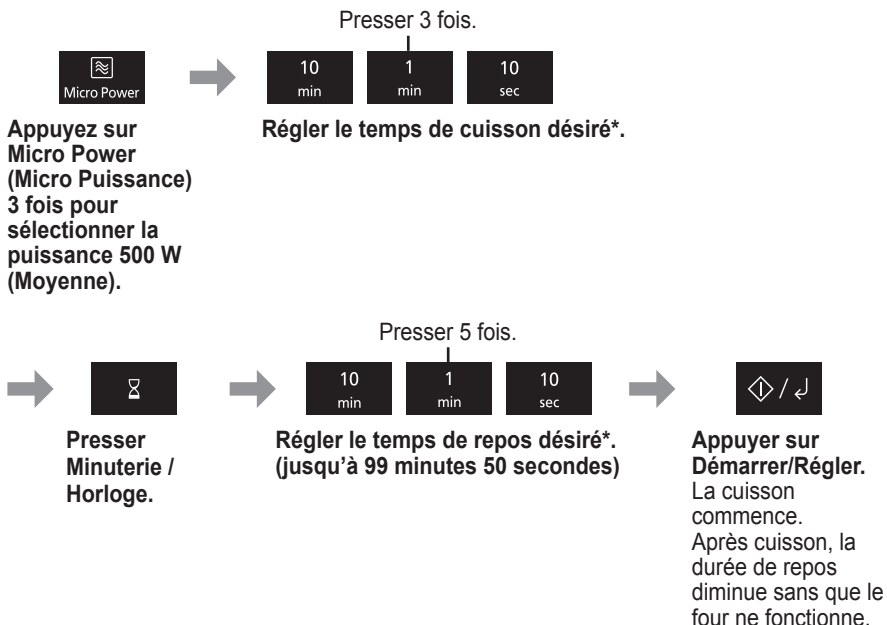 Presser 3 fois.
Micro Power
10
min
1
min
10
sec
Appuyez sur
Micro Power
(Micro Puissance)
3 fois pour
sélectionner la
puissance 500 W
(Moyenne).
Régler le temps de cuisson désiré*.
Presser 5 fois.
10
min
1
min
10
sec
Presser
Minuterie /
Horloge.
Régler le temps de repos désiré*.
(jusqu'à 99 minutes 50 secondes)
Appuyer sur
Démarrer/Régler.
La cuisson
commence.
Après cuisson, la
durée de repos
diminue sans que le
four ne fonctionne.